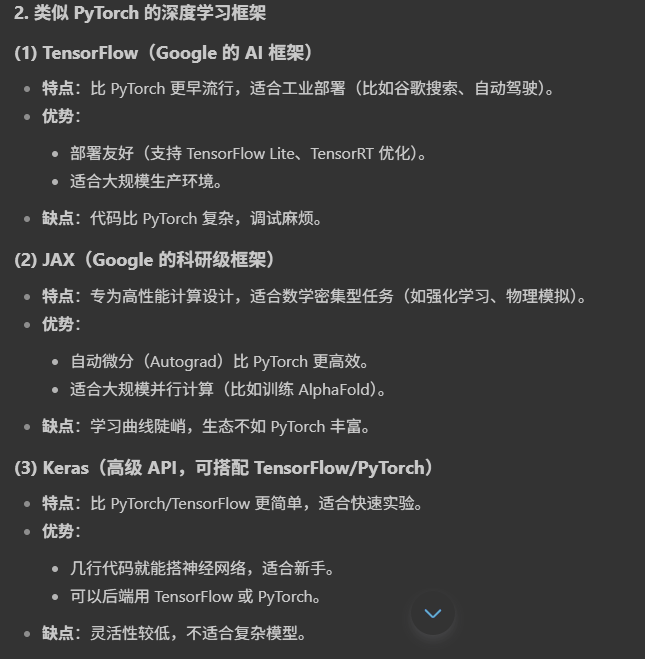 2. 类似 PyTorch 的深度学习框架
(1) TensorFlow（Google 的 AI 框架）
• 特点：比 PyTorch 更早流行，适合工业部署（比如谷歌搜索、自动驾驶）。
• 优势：
• 部署友好（支持 TensorFlow Lite、TensorRT 优化）。
• 适合大规模生产环境。
• 缺点：代码比 PyTorch 复杂，调试麻烦。
(2) JAX（Google 的科研级框架）
• 特点：专为高性能计算设计，适合数学密集型任务（如强化学习、物理模拟）。
• 优势：
• 自动微分（Autograd）比 PyTorch 更高效。
• 适合大规模并行计算（比如训练 AlphaFold）。
• 缺点：学习曲线陡峭，生态不如 PyTorch 丰富。
(3) Keras（高级 API，可搭配 TensorFlow/PyTorch）
• 特点：比 PyTorch/TensorFlow 更简单，适合快速实验。
• 优势：
• 几行代码就能搭神经网络，适合新手。
• 可以后端用 TensorFlow 或 PyTorch。
• 缺点：灵活性较低，不适合复杂模型。